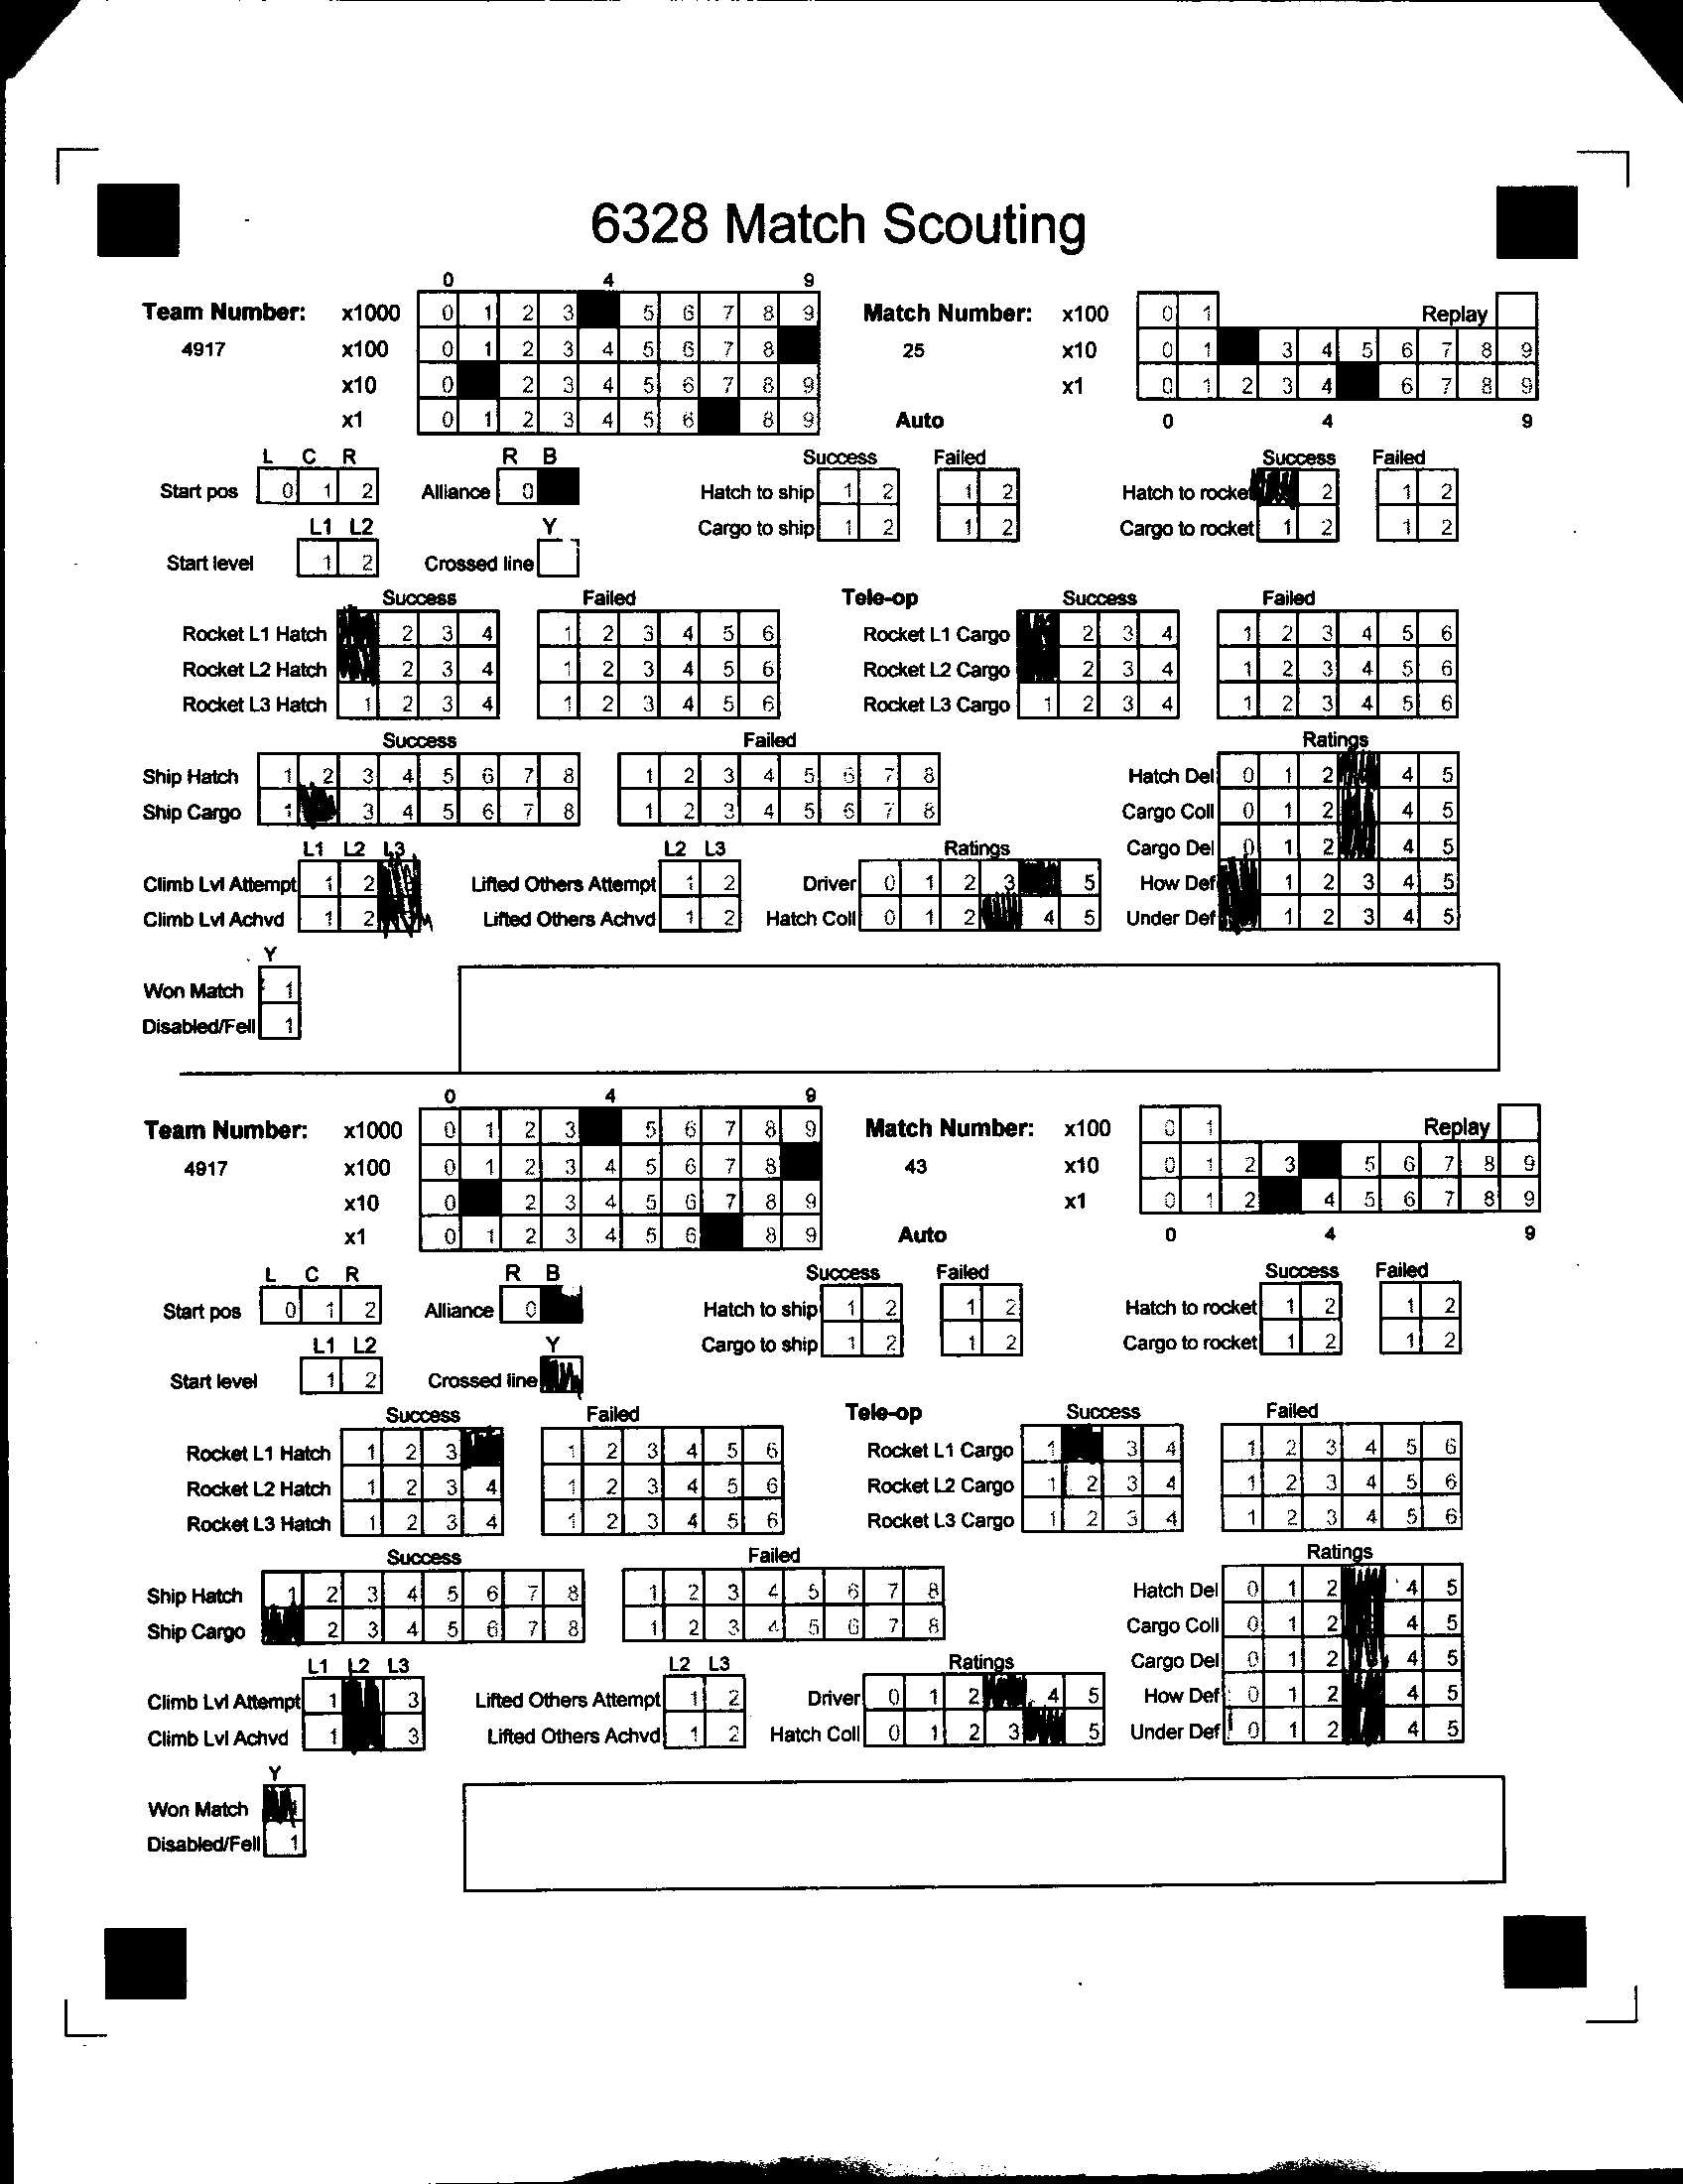 6328 Match Scouting
0 4 9
Team Number: x1000 0 1 2 3 5 6 7 8 9 Match Number: x100 0 1 Replay
4917 x100 0 1 2 3 4 5 6 7 8 25 x10 0 1 3 4 5 6 7 8 9
x10 0 2 3 4 5 6 7 8 9 x1 0 1 2 3 4 6 7 8 9
x1 0 1 2 3 4 5 6 8 9 Auto 0 4 9
L C R R B Success Failed Success Failed
Start pos 0 1 2 Alliance 0 Hatch to ship 1 2 1 2 Hatch to rocket 2 1 2
L1 L2 Y Cargo to ship 1 2 1 2 Cargo to rocket 1 2 1 2
Start level 1 2 Crossed line
Success Failed Tele-op Success Failed
Rocket L1 Hatch 2 3 4 1 2 3 4 5 6 Rocket L1 Cargo 2 3 4 1 2 3 4 5 6
Rocket L2 Hatch 2 3 4 1 2 3 4 5 6 Rocket L2 Cargo 2 3 4 1 2 3 4 5 6
Rocket L3 Hatch 1 2 3 4 1 2 3 4 5 6 Rocket L3 Cargo 1 2 3 4 1 2 3 4 5 6
Success Failed Ratings
Ship Hatch 1 2 3 4 5 6 7 8 1 2 3 4 5 6 7 8 Hatch Del 0 1 2 4 5
Ship Cargo 1 3 4 5 6 7 8 1 2 3 4 5 6 7 8 Cargo Coll 0 1 2 4 5
L1 L2 L3 L2 L3 Ratings Cargo Del 0 1 2 4 5
Climb Lvl Attempt 1 2 Lifted Others Attempt 1 2 Driver 0 1 2 3 5 How Def 1 2 3 4 5
Climb Lvl Achvd 1 2 Lifted Others Achvd 1 2 Hatch Coll 0 1 2 4 5 Under Def 1 2 3 4 5
Y
Won Match 1
Disabled/Fell 1
0 4 9
Team Number: x1000 0 1 2 3 5 6 7 8 9 Match Number: x100 0 1 Replay
4917 x100 0 1 2 3 4 5 6 7 8 43 x10 0 1 2 3 5 6 7 8 9
x10 0 2 3 4 5 6 7 8 9 x1 0 1 2 4 5 6 7 8 9
x1 0 1 2 3 4 5 6 8 9 Auto 0 4 9
L C R R B Success Failed Success Failed
Start pos 0 1 2 Alliance 0 Hatch to ship 1 2 1 2 Hatch to rocket 1 2 1 2
L1 L2 Y Cargo to ship 1 2 1 2 Cargo to rocket 1 2 1 2
Start level 1 2 Crossed line
Success Failed Tele-op Success Failed
Rocket L1 Hatch 1 2 3 1 2 3 4 5 6 Rocket L1 Cargo 1 3 4 1 2 3 4 5 6
Rocket L2 Hatch 1 2 3 4 1 2 3 4 5 6 Rocket L2 Cargo 1 2 3 4 1 2 3 4 5 6
Rocket L3 Hatch 1 2 3 4 1 2 3 4 5 6 Rocket L3 Cargo 1 2 3 4 1 2 3 4 5 6
Success Failed Ratings
Ship Hatch 1 2 3 4 5 6 7 8 1 2 3 4 5 6 7 8 Hatch Del 0 1 2 4 5
Ship Cargo 2 3 4 5 6 7 8 1 2 3 4 5 6 7 8 Cargo Coll 0 1 2 4 5
L1 L2 L3 L2 L3 Ratings Cargo Del 0 1 2 4 5
Climb Lvl Attempt 1 3 Lifted Others Attempt 1 2 Driver 0 1 2 4 5 How Def 0 1 2 4 5
Climb Lvl Achvd 1 3 Lifted Others Achvd 1 2 Hatch Coll 0 1 2 3 5 Under Def 0 1 2 4 5
Y
Won Match
Disabled/Fell 1